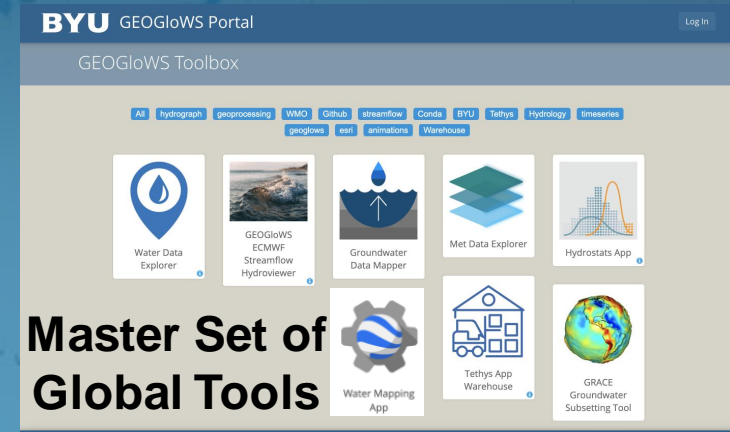 BYU GEOGloWS Portal
Log In
GEOGloWS Toolbox
All hydrograph geoprocessing WMO Github streamflow Conda BYU Tethys Hydrology timeseries
geoglows esri animations Warehouse
Water Data
Explorer
GEOGloWS
ECMWF
Streamflow
Hydroviewer
Groundwater
Data Mapper
Met Data Explorer
Hydrostats App
Master Set of
Global Tools
Water Mapping
App
Tethys App
Warehouse
GRACE
Groundwater
Subsetting Tool